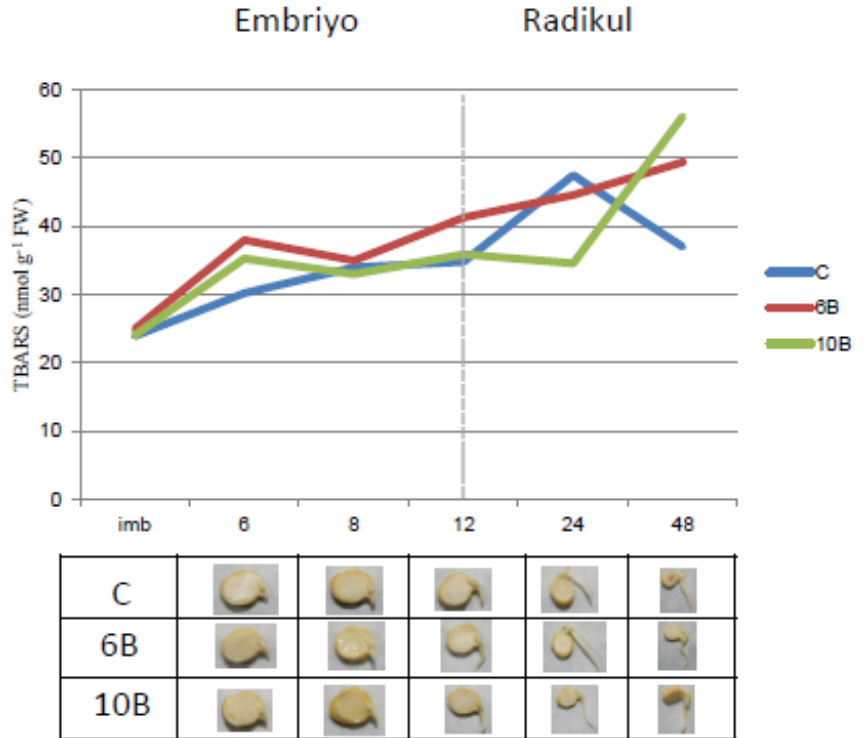 Embriyo Radikul
60
50
40
30
20
10
0
TBARS (nmol g⁻¹ FW)
imb 6 8 12 24 48
C
6B
10B
C
6B
10B